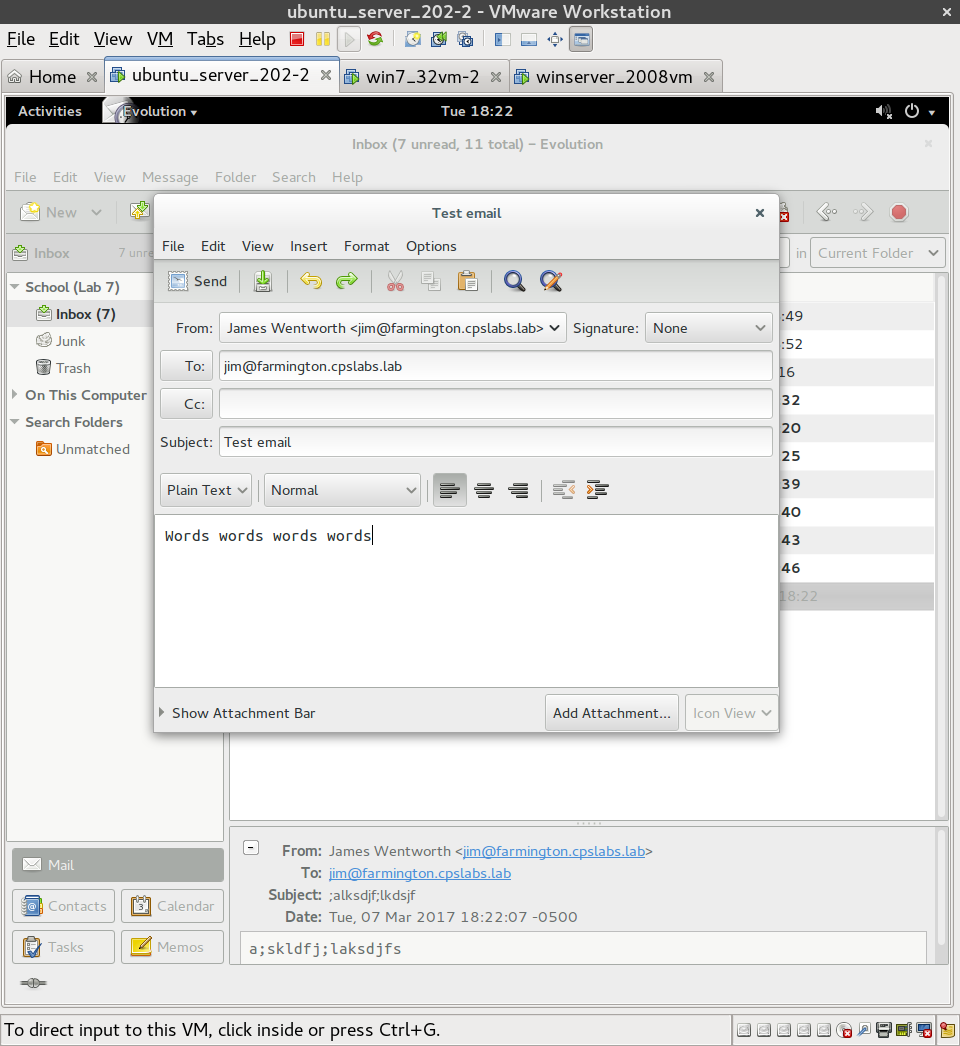 ubuntu_server_202-2 - VMware Workstation
File Edit View VM Tabs Help
Home ubuntu_server_202-2 win7_32vm-2 winserver_2008vm
Activities Evolution Tue 18:22
Inbox (7 unread, 11 total) – Evolution
File Edit View Message Folder Search Help
New
Inbox 7 unre in Current Folder
Test email
File Edit View Insert Format Options
Send
From: James Wentworth <jim@farmington.cpslabs.lab> Signature: None
To: jim@farmington.cpslabs.lab
Cc:
Subject: Test email
Plain Text Normal
Words words words words
Show Attachment Bar Add Attachment... Icon View
School (Lab 7)
Inbox (7)
Junk
Trash
On This Computer
Search Folders
Unmatched
:49
:52
16
32
20
25
39
40
43
46
18:22
Mail
Contacts Calendar
Tasks Memos
From: James Wentworth <jim@farmington.cpslabs.lab>
To: jim@farmington.cpslabs.lab
Subject: ;alksdjf;lkdsjf
Date: Tue, 07 Mar 2017 18:22:07 -0500
a;skldfj;laksdjfs
To direct input to this VM, click inside or press Ctrl+G.